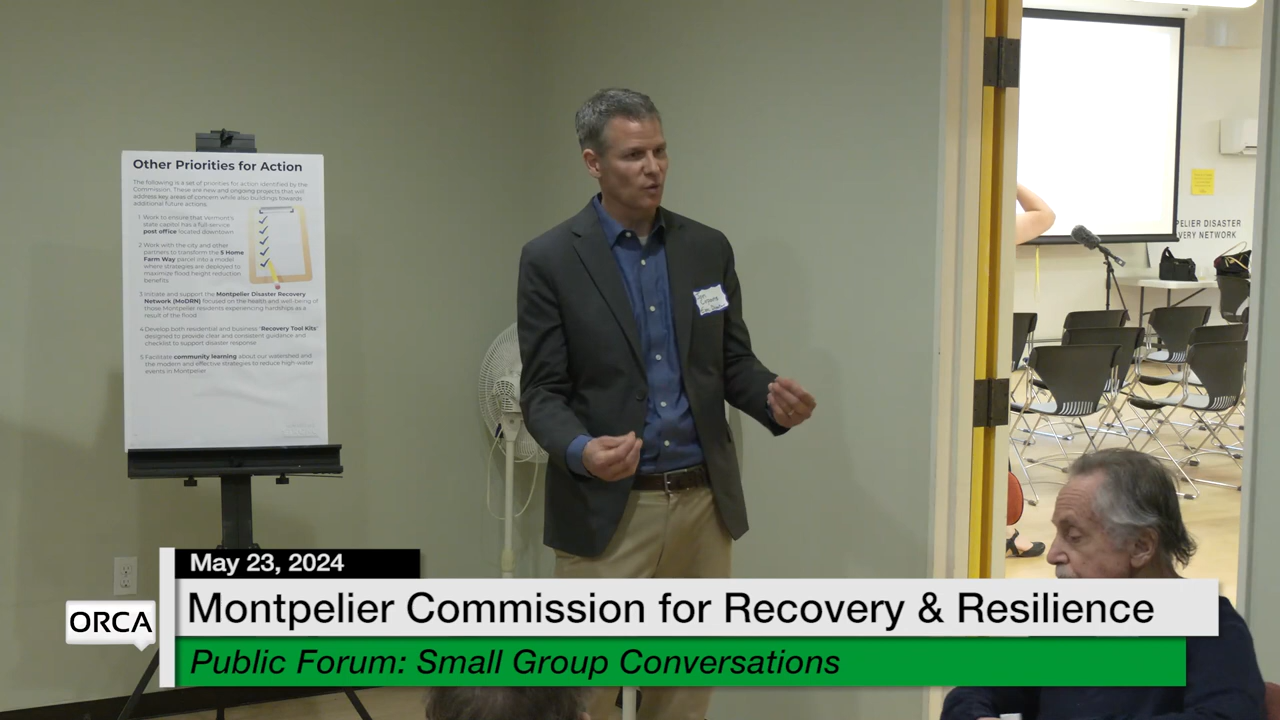 Other Priorities for Action
The following is a set of priorities for action identified by the
Commission. These are new and ongoing projects that will
address key areas of concern while also buildings towards
additional future actions.
1 Work to ensure that Vermont's
state capitol has a full-service
post office located downtown
2 Work with the city and other
partners to transform the 5 Home
Farm Way parcel into a model
where strategies are deployed to
maximize flood height reduction
benefits
3 Initiate and support the Montpelier Disaster Recovery
Network (MoDRN) focused on the health and well-being of
those Montpelier residents experiencing hardships as a
result of the flood
4 Develop both residential and business "Recovery Tool Kits"
designed to provide clear and consistent guidance and
checklist to support disaster response
5 Facilitate community learning about our watershed and
the modern and effective strategies to reduce high-water
events in Montpelier
PELIER DISASTER
VERY NETWORK
May 23, 2024
ORCA
Montpelier Commission for Recovery & Resilience
Public Forum: Small Group Conversations